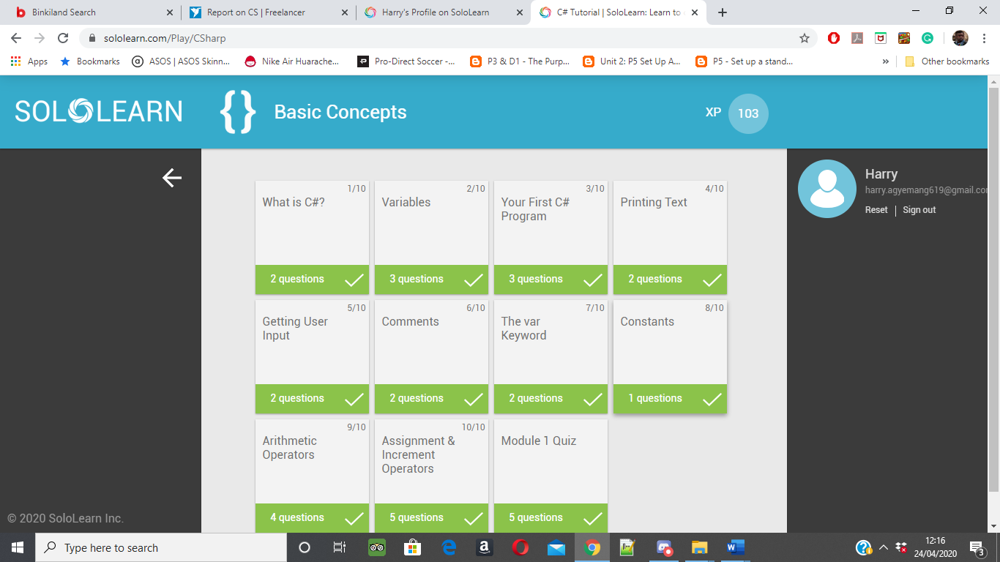 Binkiland Search
Report on CS | Freelancer
Harry's Profile on SoloLearn
C# Tutorial | SoloLearn: Learn to
sololearn.com/Play/CSharp
Apps
Bookmarks
ASOS | ASOS Skinn...
Nike Air Huarache...
Pro-Direct Soccer -...
P3 & D1 - The Purp...
Unit 2: P5 Set Up A...
P5 - Set up a stand...
»
Other bookmarks
SOLOLEARN
{} Basic Concepts
XP 103
Harry
harry.agyemang619@gmail.cor
Reset | Sign out
1/10
What is C#?
2 questions
2/10
Variables
3 questions
3/10
Your First C#
Program
3 questions
4/10
Printing Text
2 questions
5/10
Getting User
Input
2 questions
6/10
Comments
2 questions
7/10
The var
Keyword
2 questions
8/10
Constants
1 questions
9/10
Arithmetic
Operators
4 questions
10/10
Assignment &
Increment
Operators
5 questions
Module 1 Quiz
5 questions
© 2020 SoloLearn Inc.
Type here to search
12:16
24/04/2020
3